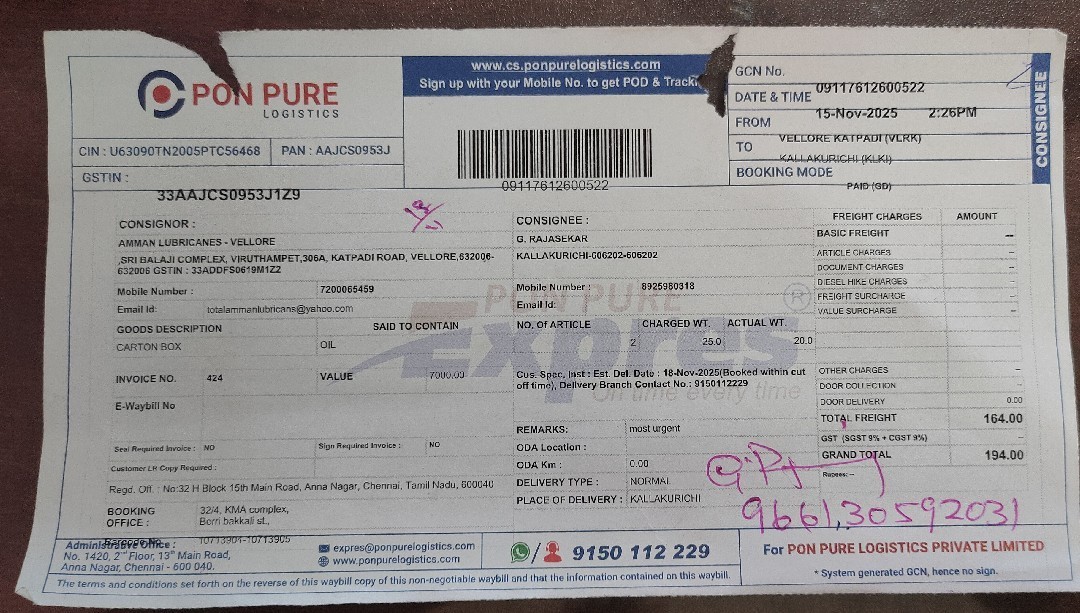 PON PURE
LOGISTICS
www.cs.ponpurelogistics.com
Sign up with your Mobile No. to get POD &
GCN No.
09117612600522
DATE & TIME
15-Nov-2025 2:26PM
FROM
VELLORE KATPADI (VLRK)
TO
KALLAKURICHI (KLKI)
BOOKING MODE
PAID (GD)
CONSIGNEE
CIN : U63090TN2005PTC56468
PAN : AAJCS0953J
GSTIN :
33AAJCS0953J1Z9
09117612600522
CONSIGNOR :
AMMAN LUBRICANES - VELLORE
,SRI BALAJI COMPLEX, VIRUTHAMPET,306A, KATPADI ROAD, VELLORE,632006-
632006 GSTIN : 33ADDFS0619M1ZZ
Mobile Number : 7200065459
Email Id: totalammanlubricans@yahoo.com
CONSIGNEE :
G. RAJASEKAR
KALLAKURICHI-606202-606202
Mobile Number : 8925980318
Email Id:
PON PURE
Expres
®
On time every time
FREIGHT CHARGES AMOUNT
BASIC FREIGHT –
ARTICLE CHARGES –
DOCUMENT CHARGES –
DIESEL HIKE CHARGES –
FREIGHT SURCHARGE –
VALUE SURCHARGE –
GOODS DESCRIPTION SAID TO CONTAIN
CARTON BOX OIL
NO. OF ARTICLE CHARGED WT. ACTUAL WT.
2 25.0 20.0
INVOICE NO. 424 VALUE 7000.00
Cus. Spec. Inst : Est. Del. Date : 18-Nov-2025(Booked within cut
off time), Delivery Branch Contact No.: 9150112229
E-Waybill No
OTHER CHARGES –
DOOR COLLECTION –
DOOR DELIVERY 0.00
TOTAL FREIGHT 164.00
GST (SGST 9% + CGST 9%) –
GRAND TOTAL 194.00
Rupees: --
REMARKS: most urgent
Seal Required Invoice : NO Sign Required Invoice : NO
ODA Location :
Customer LR Copy Required :
ODA Km : 0.00
DELIVERY TYPE : NORMAL
Regd. Off. : No:32 H Block 15th Main Road, Anna Nagar, Chennai, Tamil Nadu, 600040
PLACE OF DELIVERY : KALLAKURICHI
BOOKING
OFFICE :
32/4, KMA complex,
Berri bakkali st.,
Barcode No 10713904-10713905
Administrative Office :
No. 1420, 2nd Floor, 13th Main Road,
Anna Nagar, Chennai - 600 040.
expres@ponpurelogistics.com
www.ponpurelogistics.com
/ 9150 112 229
For PON PURE LOGISTICS PRIVATE LIMITED
* System generated GCN, hence no sign.
The terms and conditions set forth on the reverse of this waybill copy of this non-negotiable waybill and that the information contained on this waybill.